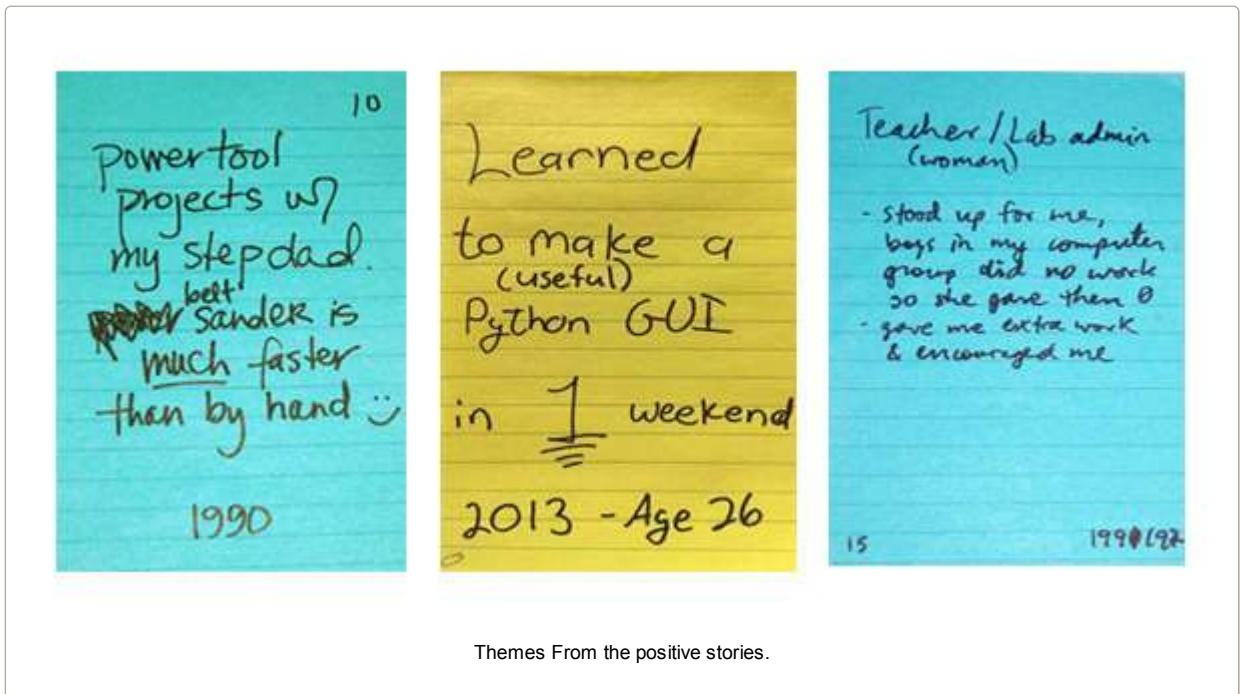 10
powertool
projects w/
my stepdad.
belt
sander is
much faster
than by hand :)
1990
Learned
to make a
(useful)
Python GUI
in 1 weekend
2013 - Age 26
Teacher / Lab admin
(woman)
- stood up for me,
boys in my computer
group did no work
so she gave them 0
- gave me extra work
& encouraged me
15
Themes From the positive stories.